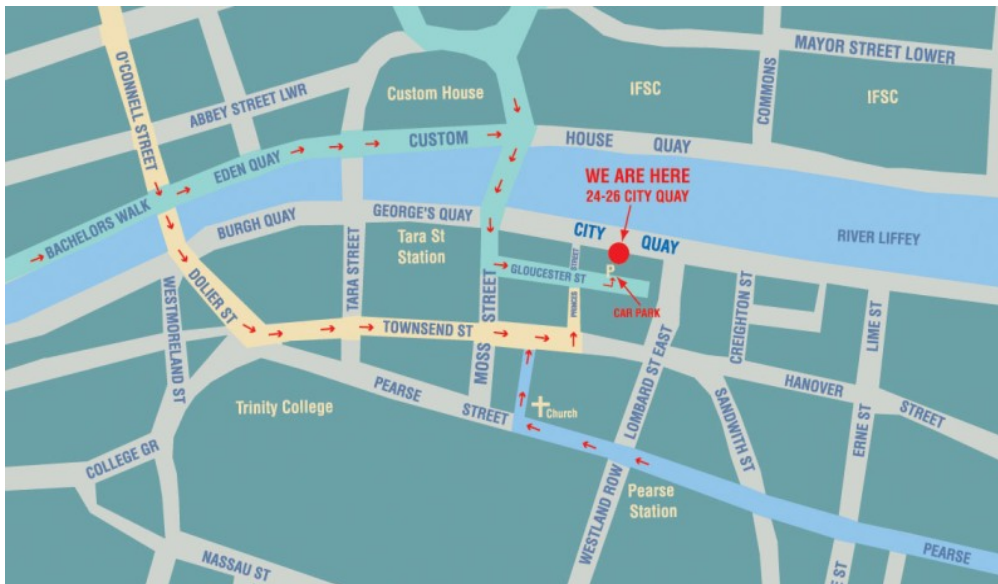 O'CONNELL STREET
ABBEY STREET LWR
Custom House
IFSC
COMMONS
MAYOR STREET LOWER
IFSC
BACHELORS WALK
EDEN QUAY
CUSTOM
HOUSE QUAY
WE ARE HERE
24-26 CITY QUAY
BURGH QUAY
GEORGE'S QUAY
CITY QUAY
RIVER LIFFEY
Tara St
Station
TARA STREET
GLOUCESTER ST
PRINCES STREET
P
CAR PARK
DOLIER ST
WESTMORELAND ST
TOWNSEND ST
MOSS STREET
LOMBARD ST EAST
CREIGHTON ST
LIME ST
HANOVER STREET
PEARSE STREET
Trinity College
Church
SANDWITH ST
ERNE ST
COLLEGE GR
WESTLAND ROW
Pearse
Station
PEARSE
NASSAU ST
E ST